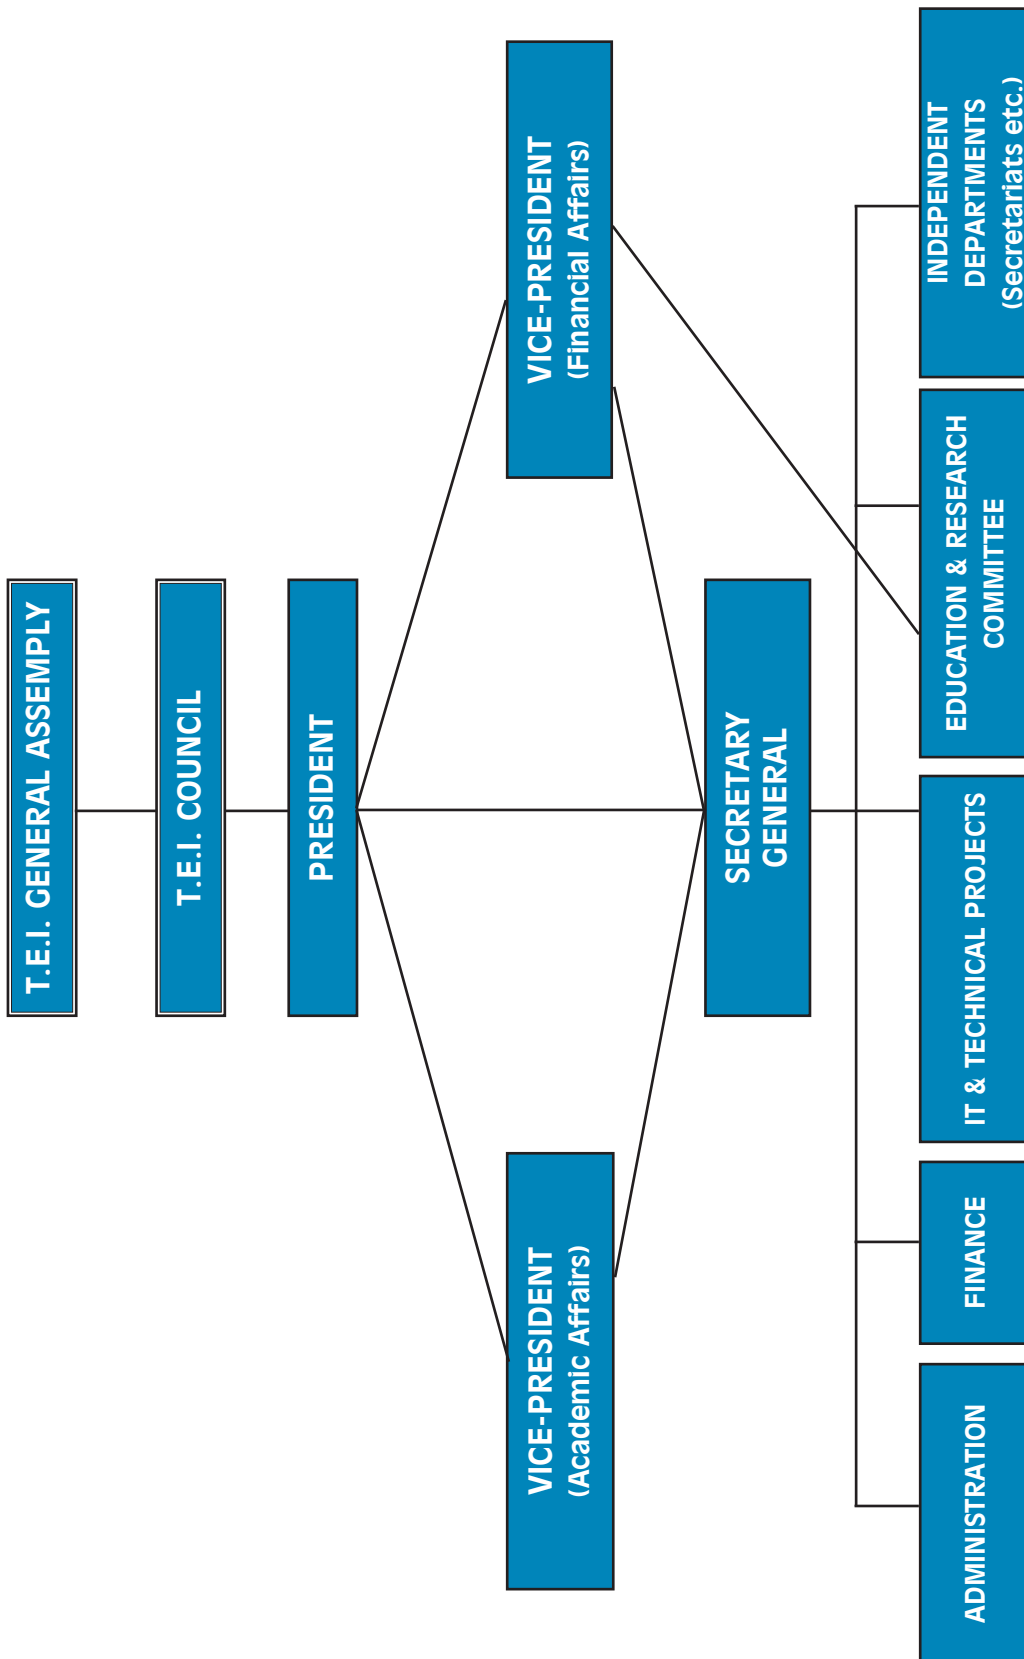 T.E.I. GENERAL ASSEMPLY
T.E.I. COUNCIL
PRESIDENT
VICE-PRESIDENT
(Academic Affairs)
VICE-PRESIDENT
(Financial Affairs)
SECRETARY
GENERAL
ADMINISTRATION
FINANCE
IT & TECHNICAL PROJECTS
EDUCATION & RESEARCH
COMMITTEE
INDEPENDENT
DEPARTMENTS
(Secretariats etc.)